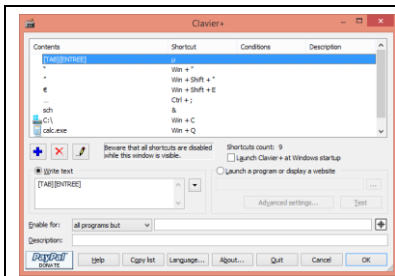 Clavier+
Contents Shortcut Conditions Description
[TAB][ENTREE] µ
" Win + "
" Win + Shift + "
€ Win + Shift + E
... Ctrl + ;
sch &
C:\ Win + C
calc.exe Win + Q
Beware that all shortcuts are disabled
while this window is visible.
Shortcuts count: 9
Launch Clavier+ at Windows startup
Write text
Launch a program or display a website
[TAB][ENTREE]
...
Advanced settings... Test
Enable for: all programs but
Description:
PayPal
DONATE
Help Copy list Language... About... Quit Cancel OK